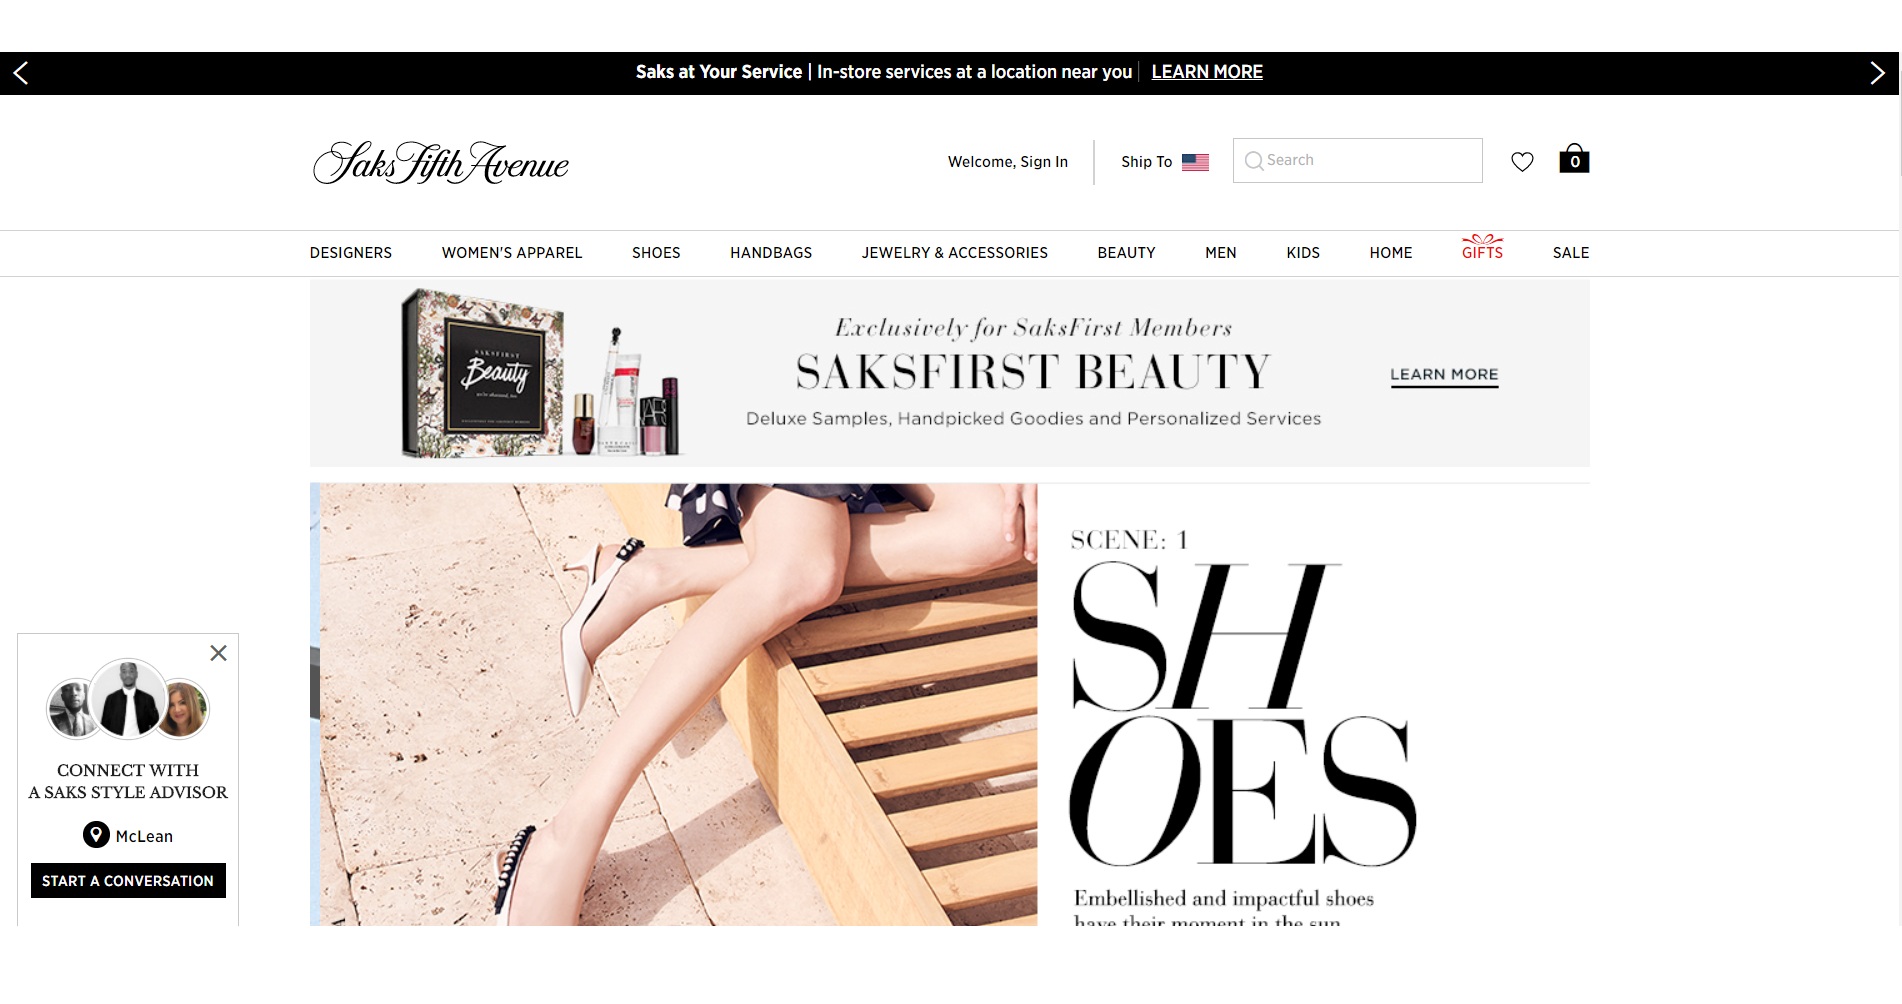 Saks at Your Service | In-store services at a location near you | LEARN MORE
Saks Fifth Avenue
Welcome, Sign In
Ship To
Search
0
DESIGNERS
WOMEN'S APPAREL
SHOES
HANDBAGS
JEWELRY & ACCESSORIES
BEAUTY
MEN
KIDS
HOME
GIFTS
SALE
SAKSFIRST
Beauty
NARS
Exclusively for SaksFirst Members
SAKSFIRST BEAUTY
Deluxe Samples, Handpicked Goodies and Personalized Services
LEARN MORE
SCENE: 1
SH
OES
Embellished and impactful shoes
have their moment in the sun
CONNECT WITH
A SAKS STYLE ADVISOR
McLean
START A CONVERSATION